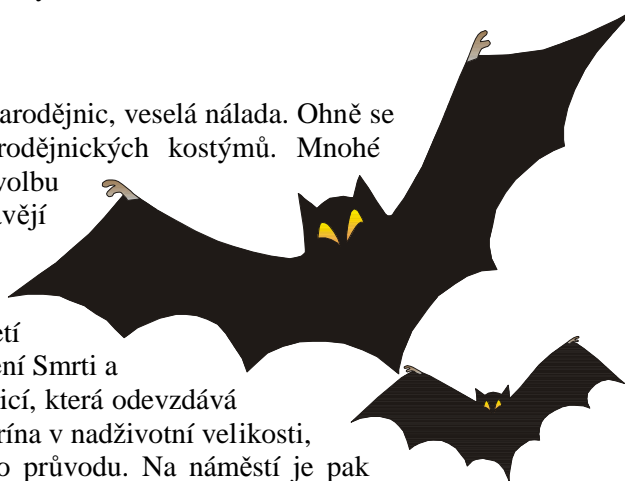 arodějnic, veselá nálada. Ohně se
rodějnických kostýmů. Mnohé
volbu
ávějí
etí
ení Smrti a
icí, která odevzdává
rína v nadživotní velikosti,
o průvodu. Na náměstí je pak